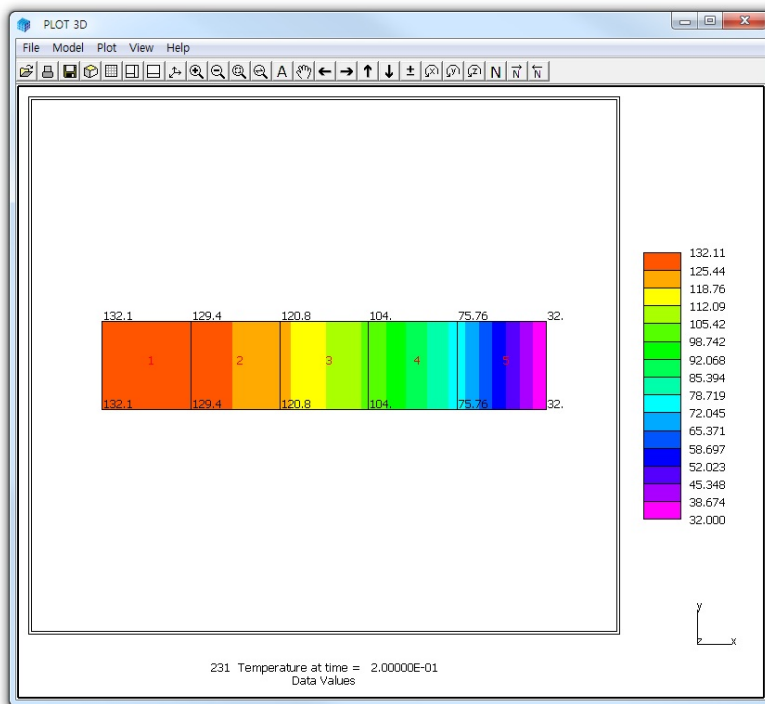 PLOT 3D
File Model Plot View Help
A N N N
132.1 129.4 120.8 104. 75.76 32.
1 2 3 4 5
132.1 129.4 120.8 104. 75.76 32.
132.11
125.44
118.76
112.09
105.42
98.742
92.068
85.394
78.719
72.045
65.371
58.697
52.023
45.348
38.674
32.000
y
z x
231 Temperature at time = 2.00000E-01
Data Values